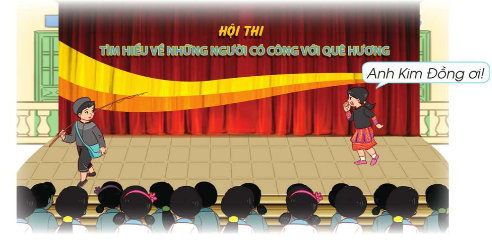 HỘI THI
TÌM HIỂU VỀ NHỮNG NGƯỜI CÓ CÔNG VỚI QUÊ HƯƠNG
Anh Kim Đồng ơi!